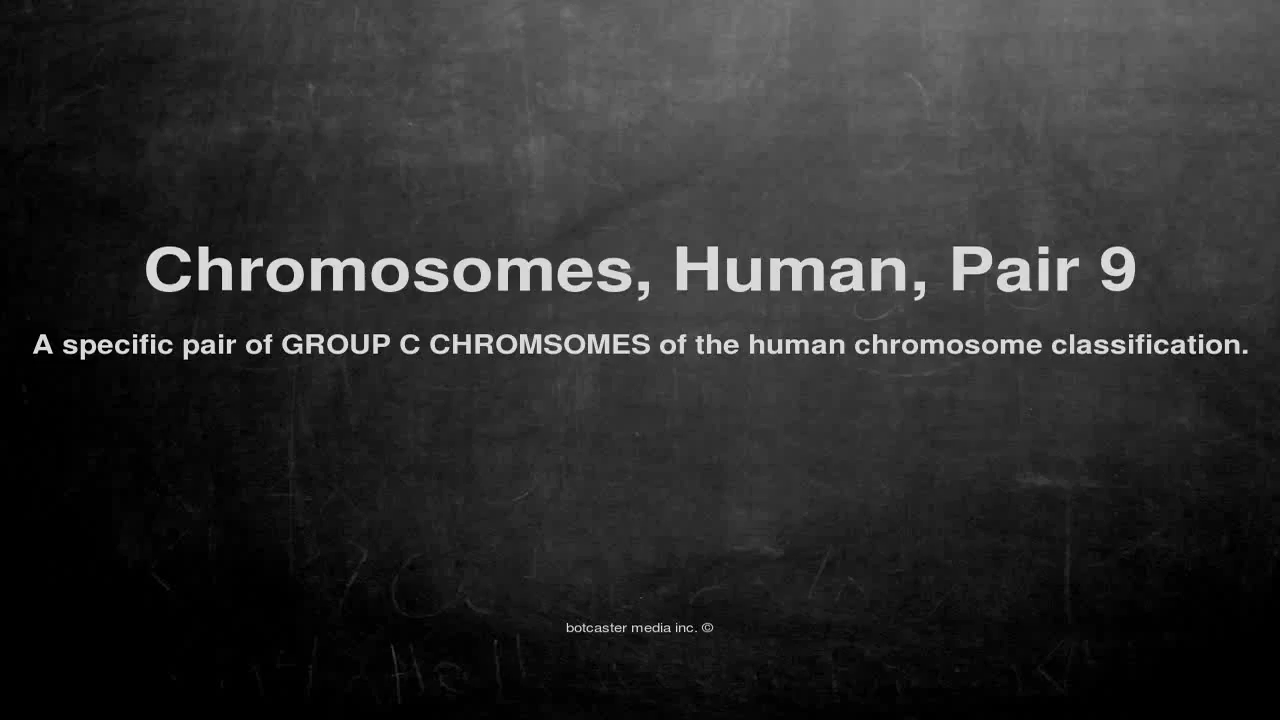 Chromosomes, Human, Pair 9
A specific pair of GROUP C CHROMSOMES of the human chromosome classification.
botcaster media inc. ©